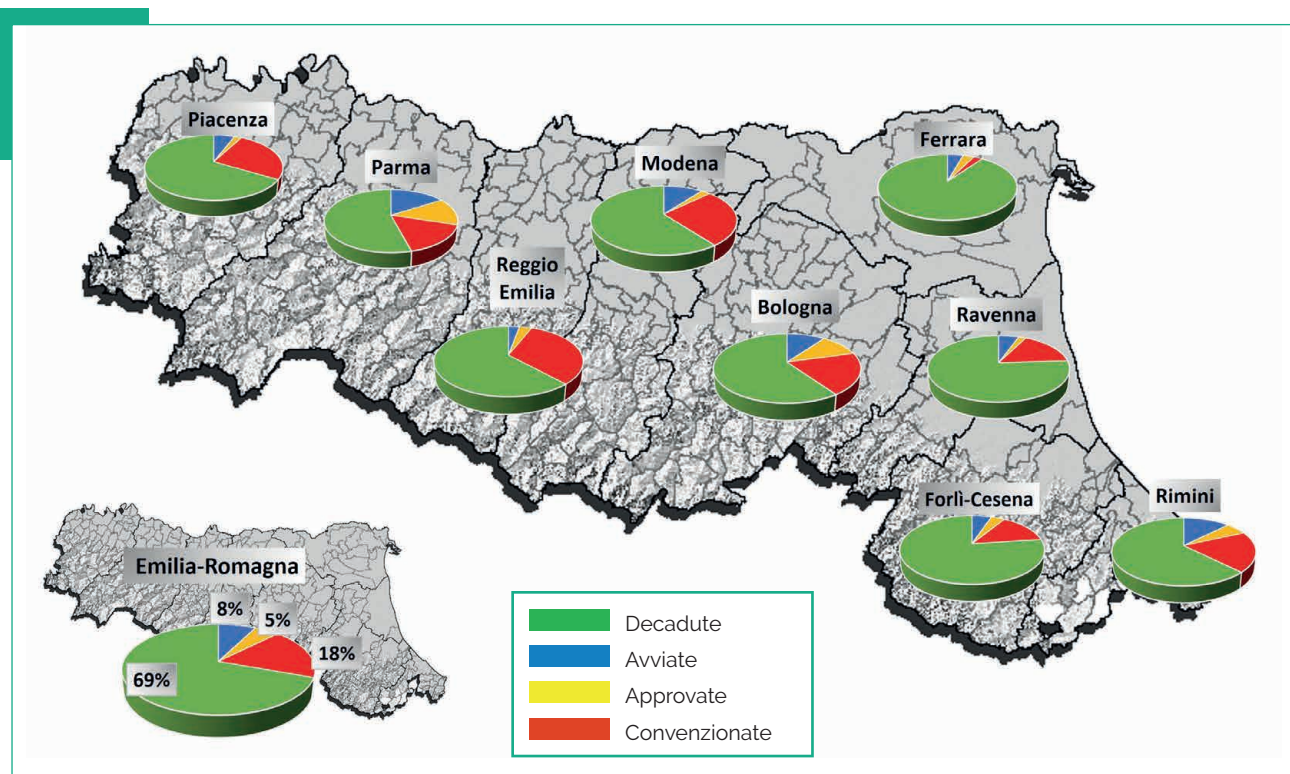 Piacenza
Parma
Modena
Ferrara
Reggio
Emilia
Bologna
Ravenna
Forlì-Cesena
Rimini
Emilia-Romagna
8%
5%
18%
69%
Decadute
Avviate
Approvate
Convenzionate